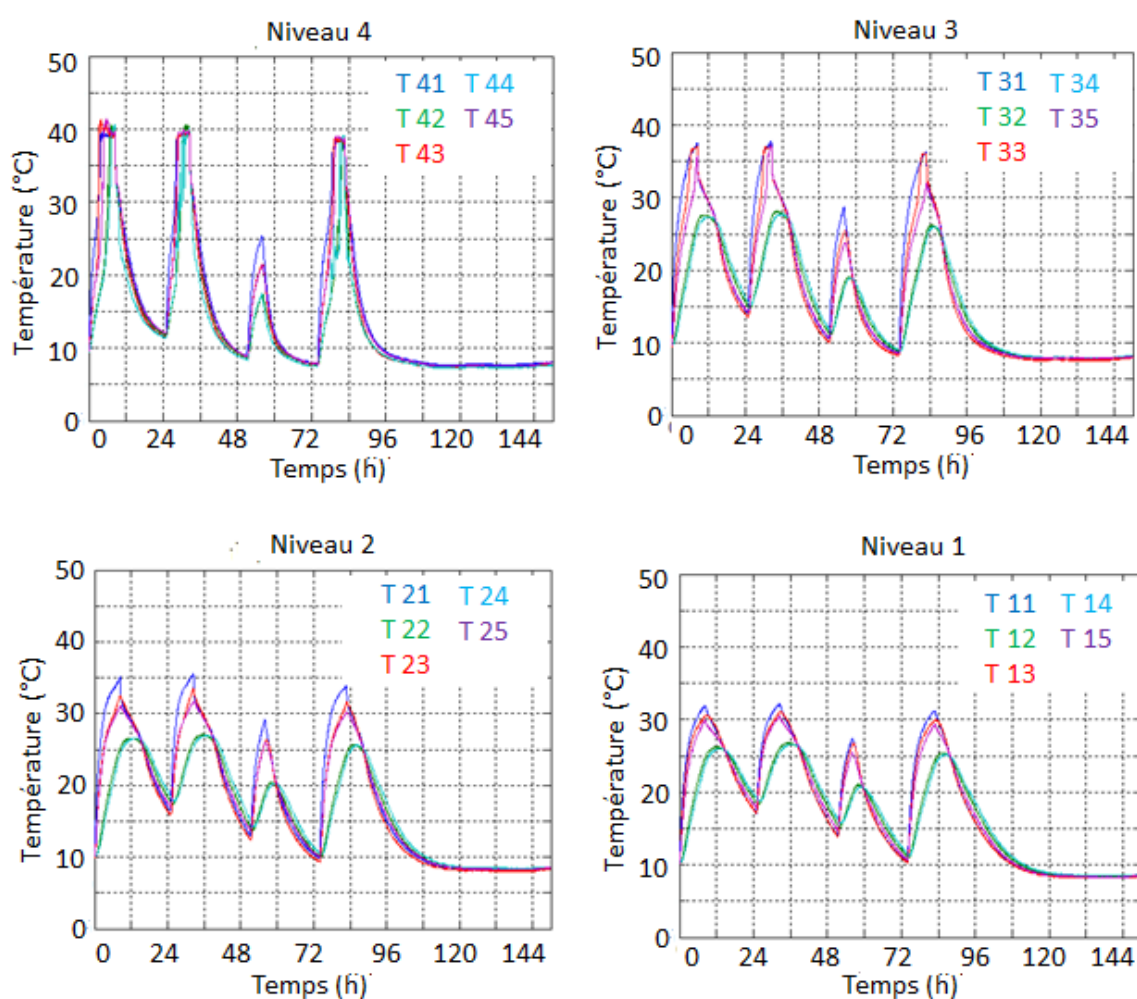 Niveau 4
50
40
30
20
10
0
Température (°C)
T 41 T 44
T 42 T 45
T 43
0 24 48 72 96 120 144
Temps (h)
Niveau 3
50
40
30
20
10
0
Température (°C)
T 31 T 34
T 32 T 35
T 33
0 24 48 72 96 120 144
Temps (h)
Niveau 2
50
40
30
20
10
0
Température (°C)
T 21 T 24
T 22 T 25
T 23
0 24 48 72 96 120 144
Temps (h)
Niveau 1
50
40
30
20
10
0
Température (°C)
T 11 T 14
T 12 T 15
T 13
0 24 48 72 96 120 144
Temps (h)